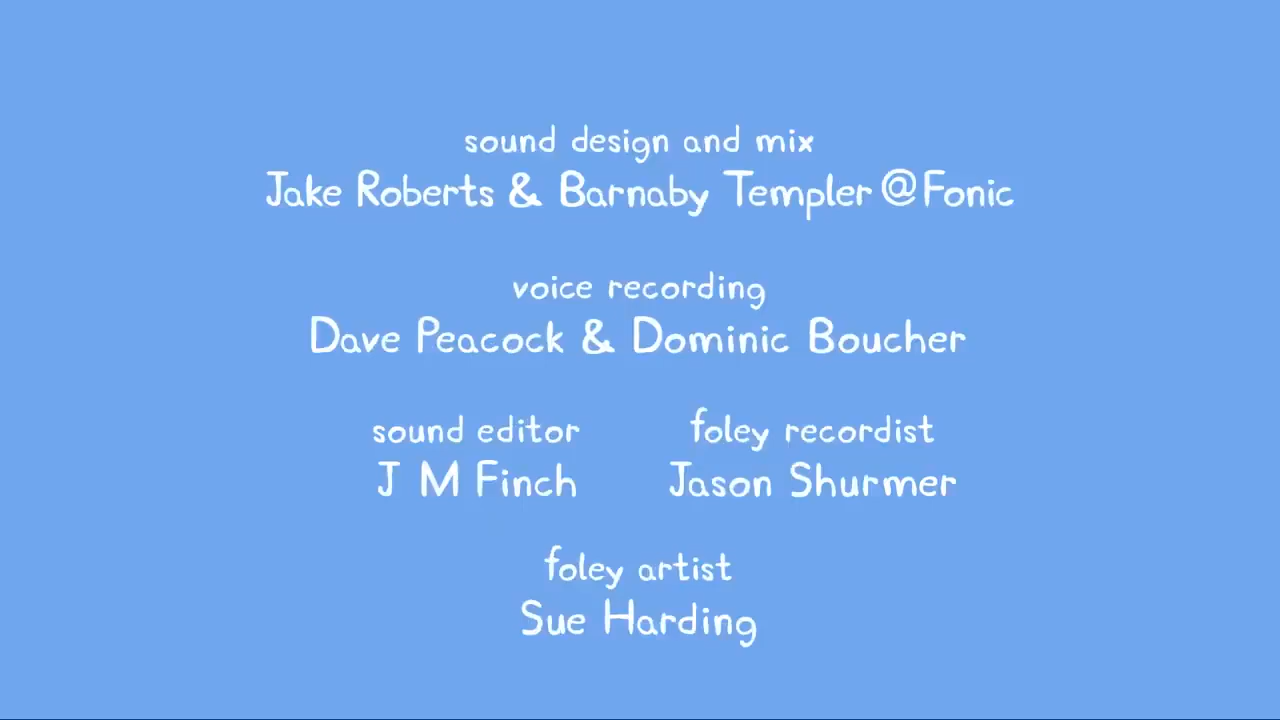 sound design and mix
Jake Roberts & Barnaby Templer @Fonic
voice recording
Dave Peacock & Dominic Boucher
sound editor
J M Finch
foley recordist
Jason Shurmer
foley artist
Sue Harding